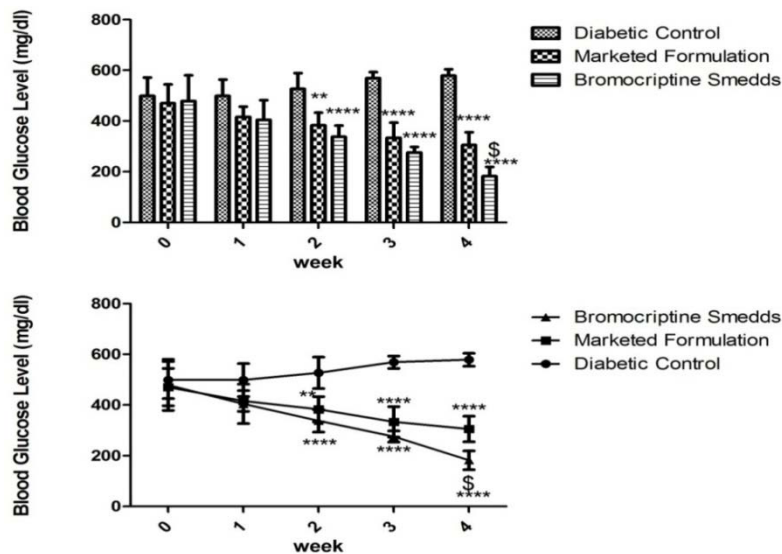 Blood Glucose Level (mg/dl)
800
600
400
200
0
** **** **** **** **** $ ****
0 1 2 3 4
week
Diabetic Control
Marketed Formulation
Bromocriptine Smedds
Blood Glucose Level (mg/dl)
800
600
400
200
0
** **** **** **** **** $ ****
0 1 2 3 4
week
Bromocriptine Smedds
Marketed Formulation
Diabetic Control